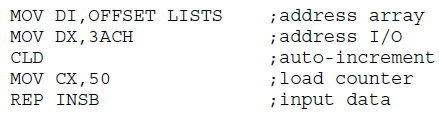 MOV DI,OFFSET LISTS ;address array
MOV DX,3ACH ;address I/O
CLD ;auto-increment
MOV CX,50 ;load counter
REP INSB ;input data